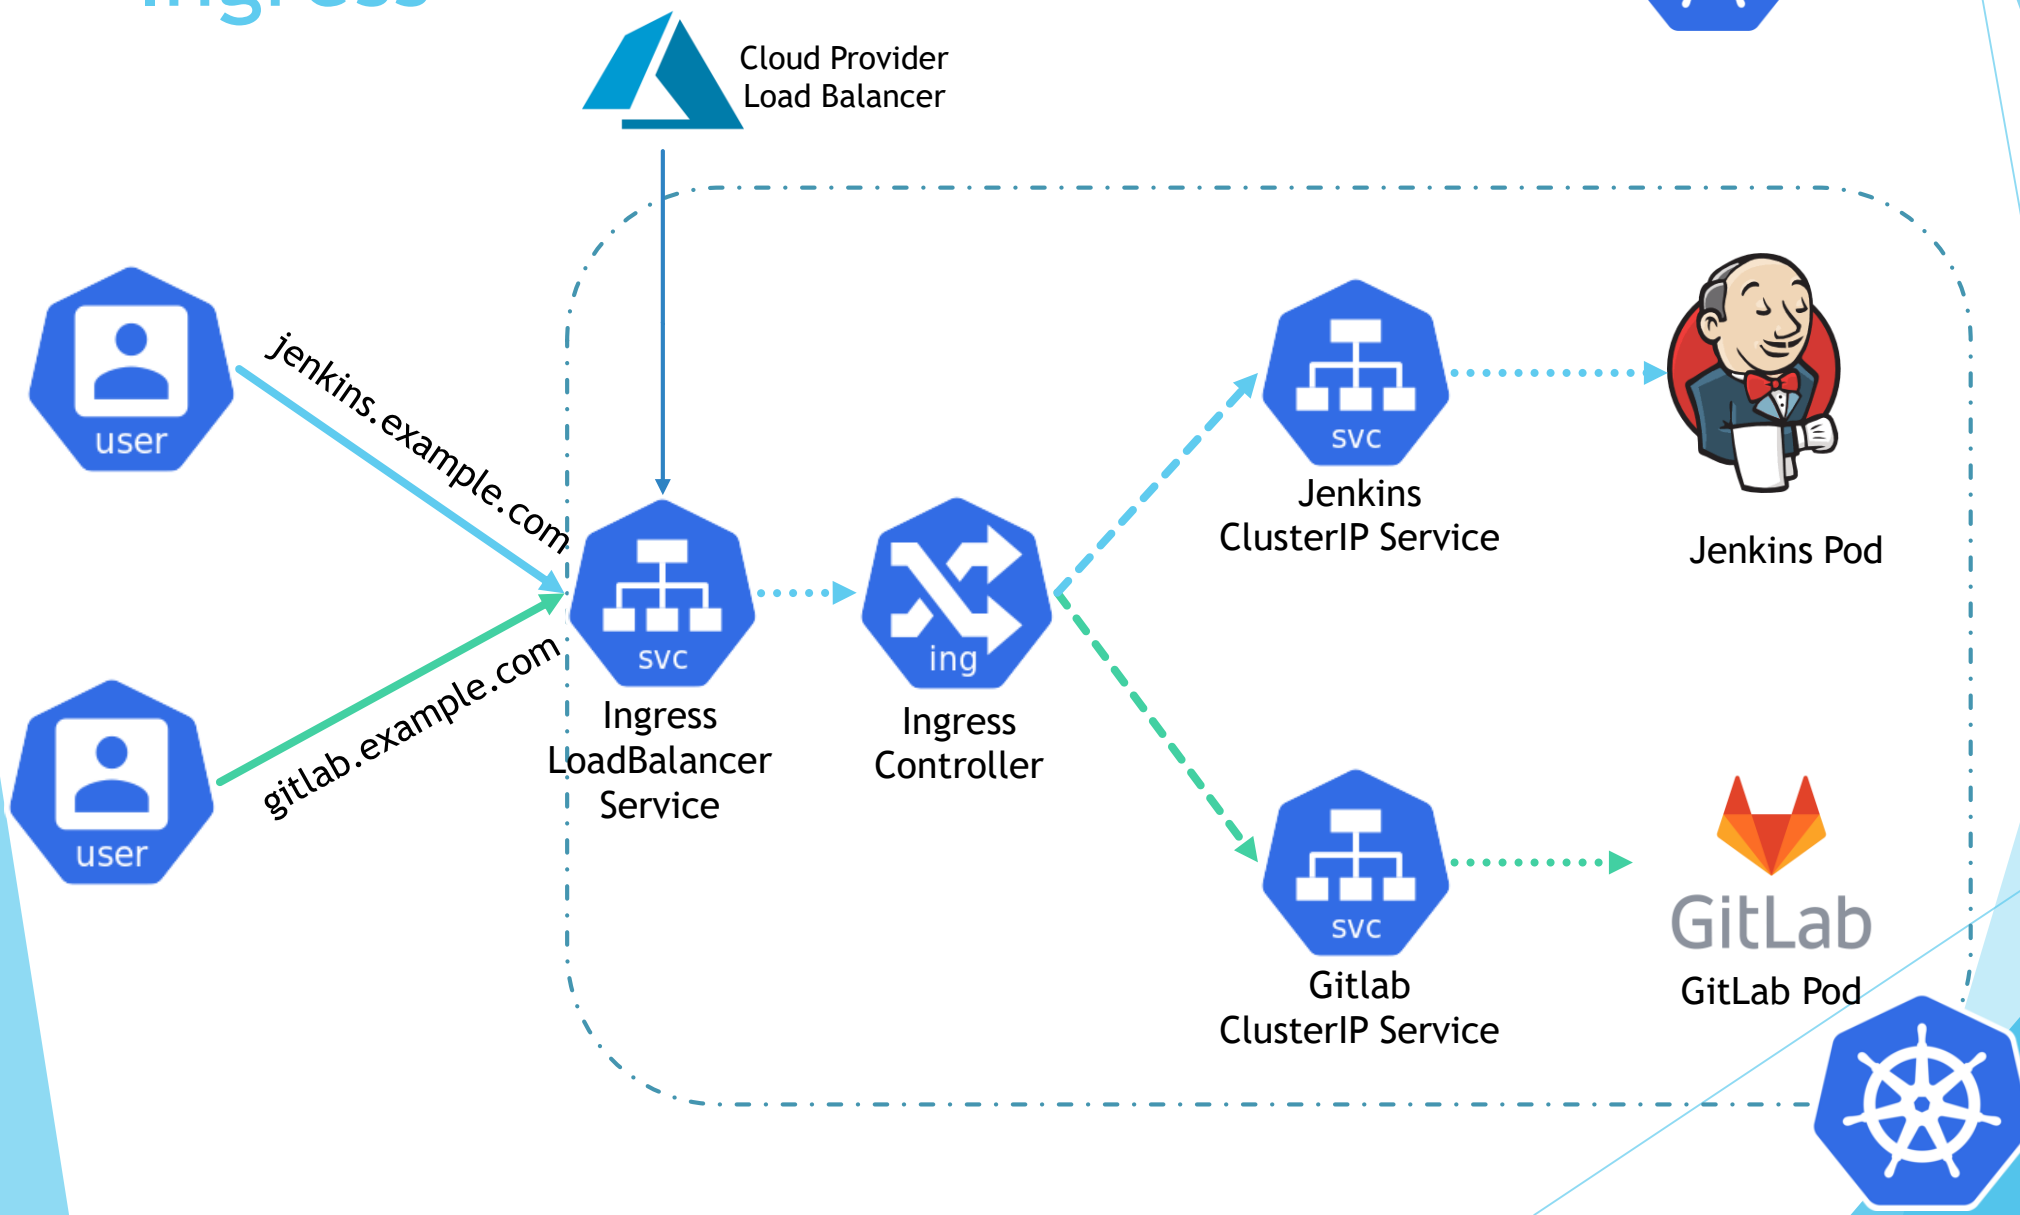 Ingress
Cloud Provider
Load Balancer
user
jenkins.example.com
svc
Jenkins
ClusterIP Service
Jenkins Pod
svc
Ingress
LoadBalancer
Service
ing
Ingress
Controller
user
gitlab.example.com
svc
Gitlab
ClusterIP Service
GitLab
GitLab Pod